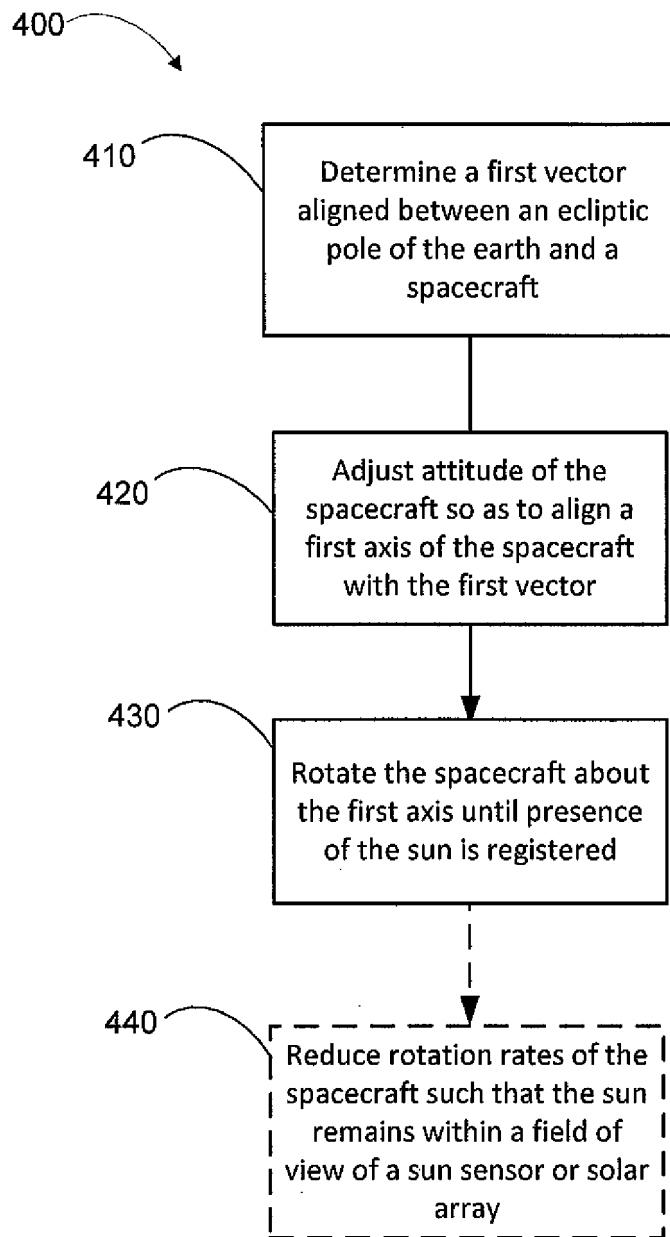 400
410
Determine a first vector
aligned between an ecliptic
pole of the earth and a
spacecraft
420
Adjust attitude of the
spacecraft so as to align a
first axis of the spacecraft
with the first vector
430
Rotate the spacecraft about
the first axis until presence
of the sun is registered
440
Reduce rotation rates of the
spacecraft such that the sun
remains within a field of
view of a sun sensor or solar
array